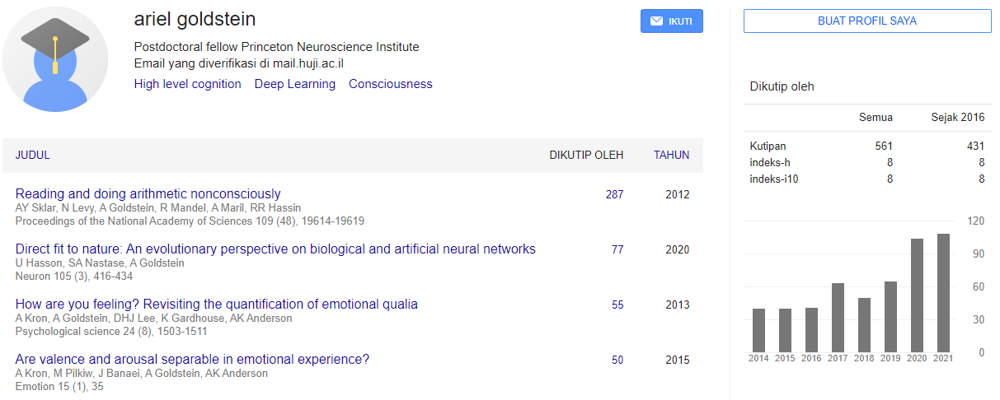 ariel goldstein
IKUTI
Postdoctoral fellow Princeton Neuroscience Institute
Email yang diverifikasi di mail.huji.ac.il
High level cognition Deep Learning Consciousness
JUDUL DIKUTIP OLEH TAHUN
Reading and doing arithmetic nonconsciously 287 2012
AY Sklar, N Levy, A Goldstein, R Mandel, A Maril, RR Hassin
Proceedings of the National Academy of Sciences 109 (48), 19614-19619
Direct fit to nature: An evolutionary perspective on biological and artificial neural networks 77 2020
U Hasson, SA Nastase, A Goldstein
Neuron 105 (3), 416-434
How are you feeling? Revisiting the quantification of emotional qualia 55 2013
A Kron, A Goldstein, DHJ Lee, K Gardhouse, AK Anderson
Psychological science 24 (8), 1503-1511
Are valence and arousal separable in emotional experience? 50 2015
A Kron, M Pilkiw, J Banaei, A Goldstein, AK Anderson
Emotion 15 (1), 35
BUAT PROFIL SAYA
Dikutip oleh
Semua Sejak 2016
Kutipan 561 431
indeks-h 8 8
indeks-i10 8 8
120
90
60
30
0
2014 2015 2016 2017 2018 2019 2020 2021